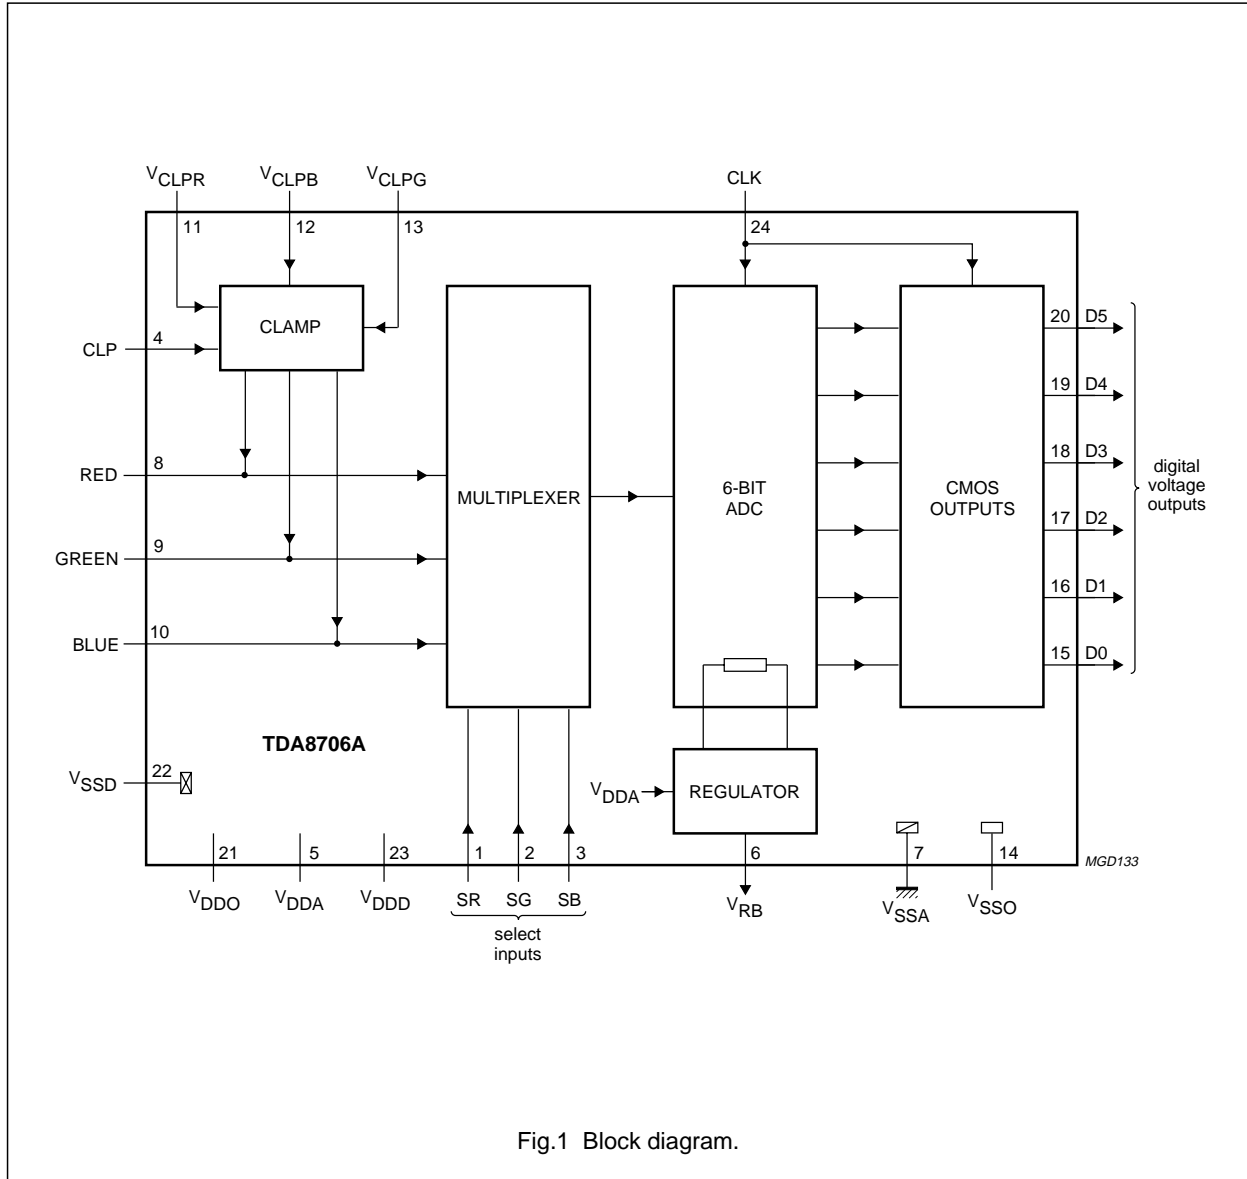 VCLPR VCLPB VCLPG CLK
11 12 13 24
CLAMP
CLP 4
20 D5
19 D4
RED 8
18 D3
MULTIPLEXER
6-BIT
ADC
CMOS
OUTPUTS
digital
voltage
outputs
17 D2
GREEN 9
16 D1
BLUE 10
15 D0
TDA8706A
VSSD 22
VDDA
REGULATOR
21 5 23 1 2 3 6 7 14
MGD133
VDDO VDDA VDDD SR SG SB VRB VSSA VSSO
select
inputs
Fig.1 Block diagram.